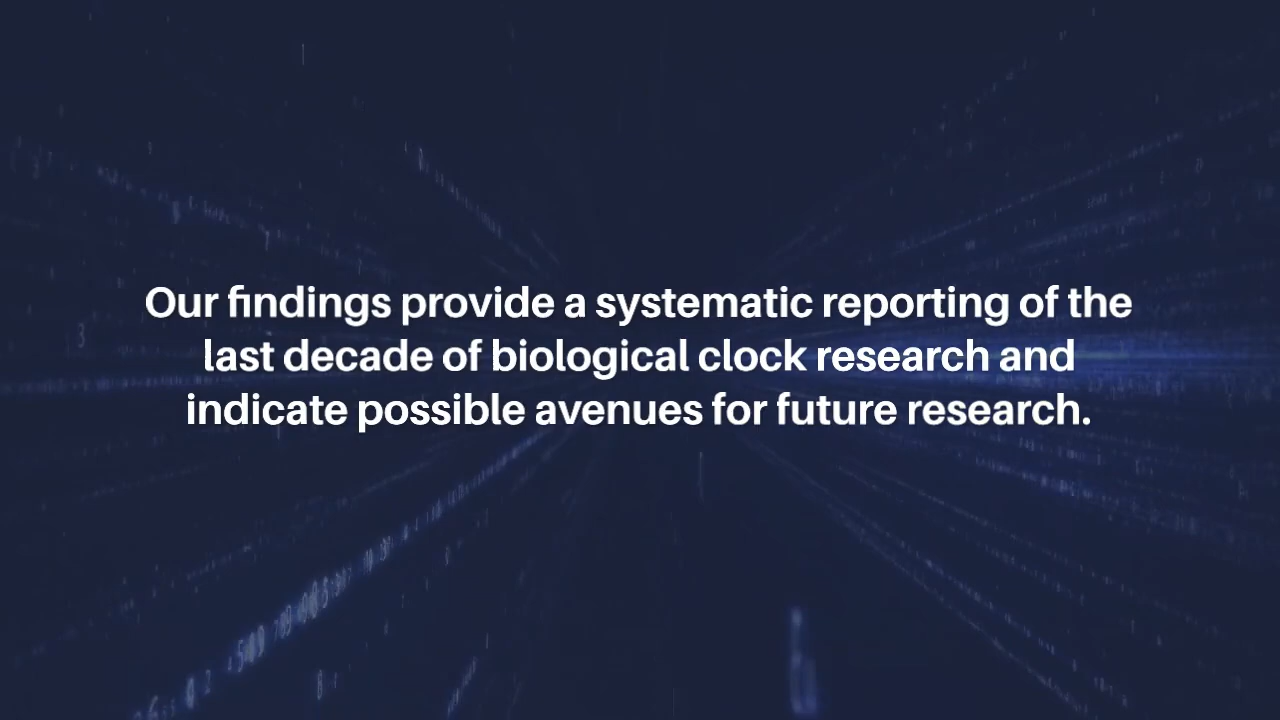 Our findings provide a systematic reporting of the
last decade of biological clock research and
indicate possible avenues for future research.